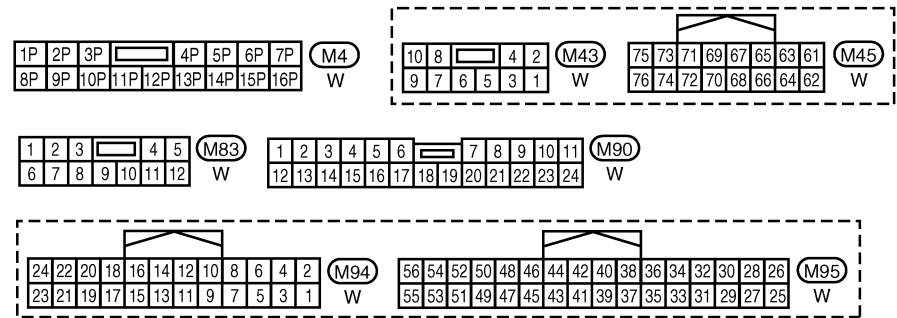 1P 2P 3P 4P 5P 6P 7P M4
8P 9P 10P 11P 12P 13P 14P 15P 16P W
10 8 4 2 M43
9 7 6 5 3 1 W
75 73 71 69 67 65 63 61 M45
76 74 72 70 68 66 64 62 W
1 2 3 4 5 M83
6 7 8 9 10 11 12 W
1 2 3 4 5 6 7 8 9 10 11 M90
12 13 14 15 16 17 18 19 20 21 22 23 24 W
24 22 20 18 16 14 12 10 8 6 4 2 M94
23 21 19 17 15 13 11 9 7 5 3 1 W
56 54 52 50 48 46 44 42 40 38 36 34 32 30 28 26 M95
55 53 51 49 47 45 43 41 39 37 35 33 31 29 27 25 W